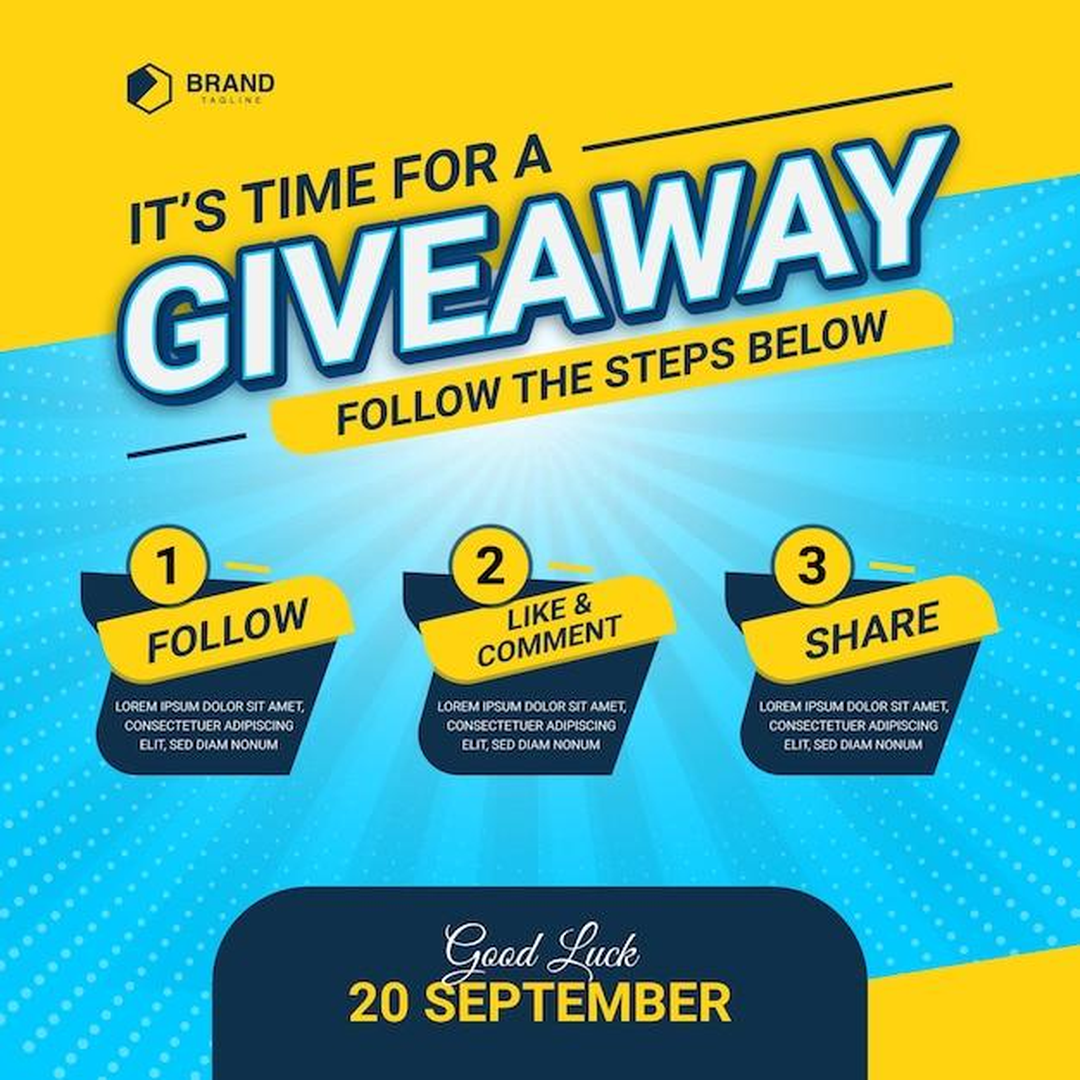 BRAND
TAGLINE
IT’S TIME FOR A
GIVEAWAY
FOLLOW THE STEPS BELOW
1
FOLLOW
LOREM IPSUM DOLOR SIT AMET,
CONSECTETUER ADIPISCING
ELIT, SED DIAM NONUM
2
LIKE &
COMMENT
LOREM IPSUM DOLOR SIT AMET,
CONSECTETUER ADIPISCING
ELIT, SED DIAM NONUM
3
SHARE
LOREM IPSUM DOLOR SIT AMET,
CONSECTETUER ADIPISCING
ELIT, SED DIAM NONUM
Good Luck
20 SEPTEMBER